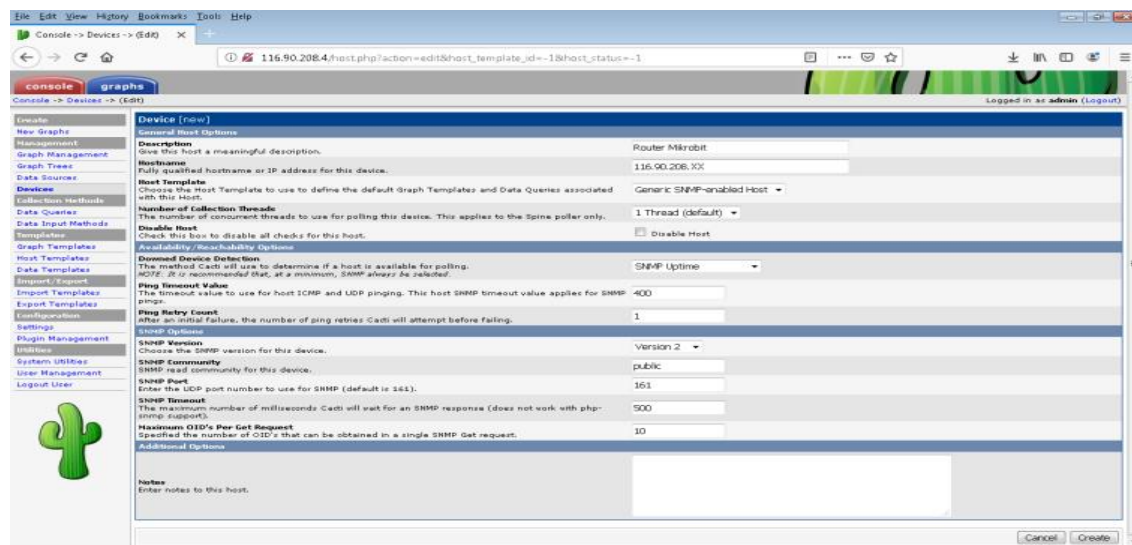 File Edit View History Bookmarks Tools Help
Console -> Devices -> (Edit)
116.90.208.4/host.php?action=edit&host_template_id=-1&host_status=-1
console graphs
Console -> Devices -> (Edit)
Logged in as admin (Logout)
Create
New Graphs
Management
Graph Management
Graph Trees
Data Sources
Devices
Collection Methods
Data Queries
Data Input Methods
Templates
Graph Templates
Host Templates
Data Templates
Import/Export
Import Templates
Export Templates
Configuration
Settings
Plugin Management
Utilities
System Utilities
User Management
Logout User
Device [new]
General Host Options
Description
Give this host a meaningful description.
Router Mikrobit
Hostname
Fully qualified hostname or IP address for this device.
116.90.208.XX
Host Template
Choose the Host Template to use to define the default Graph Templates and Data Queries associated
with this Host.
Generic SNMP-enabled Host
Number of Collection Threads
The number of concurrent threads to use for polling this device. This applies to the Spine poller only.
1 Thread (default)
Disable Host
Check this box to disable all checks for this host.
Disable Host
Availability/Reachability Options
Downed Device Detection
The method Cacti will use to determine if a host is available for polling.
NOTE: It is recommended that, at a minimum, SNMP always be selected.
SNMP Uptime
Ping Timeout Value
The timeout value to use for host ICMP and UDP pinging. This host SNMP timeout value applies for SNMP
pings.
400
Ping Retry Count
After an initial failure, the number of ping retries Cacti will attempt before failing.
1
SNMP Options
SNMP Version
Choose the SNMP version for this device.
Version 2
SNMP Community
SNMP read community for this device.
public
SNMP Port
Enter the UDP port number to use for SNMP (default is 161).
161
SNMP Timeout
The maximum number of milliseconds Cacti will wait for an SNMP response (does not work with php-
snmp support).
500
Maximum OID's Per Get Request
Specified the number of OID's that can be obtained in a single SNMP Get request.
10
Additional Options
Notes
Enter notes to this host.
Cancel Create